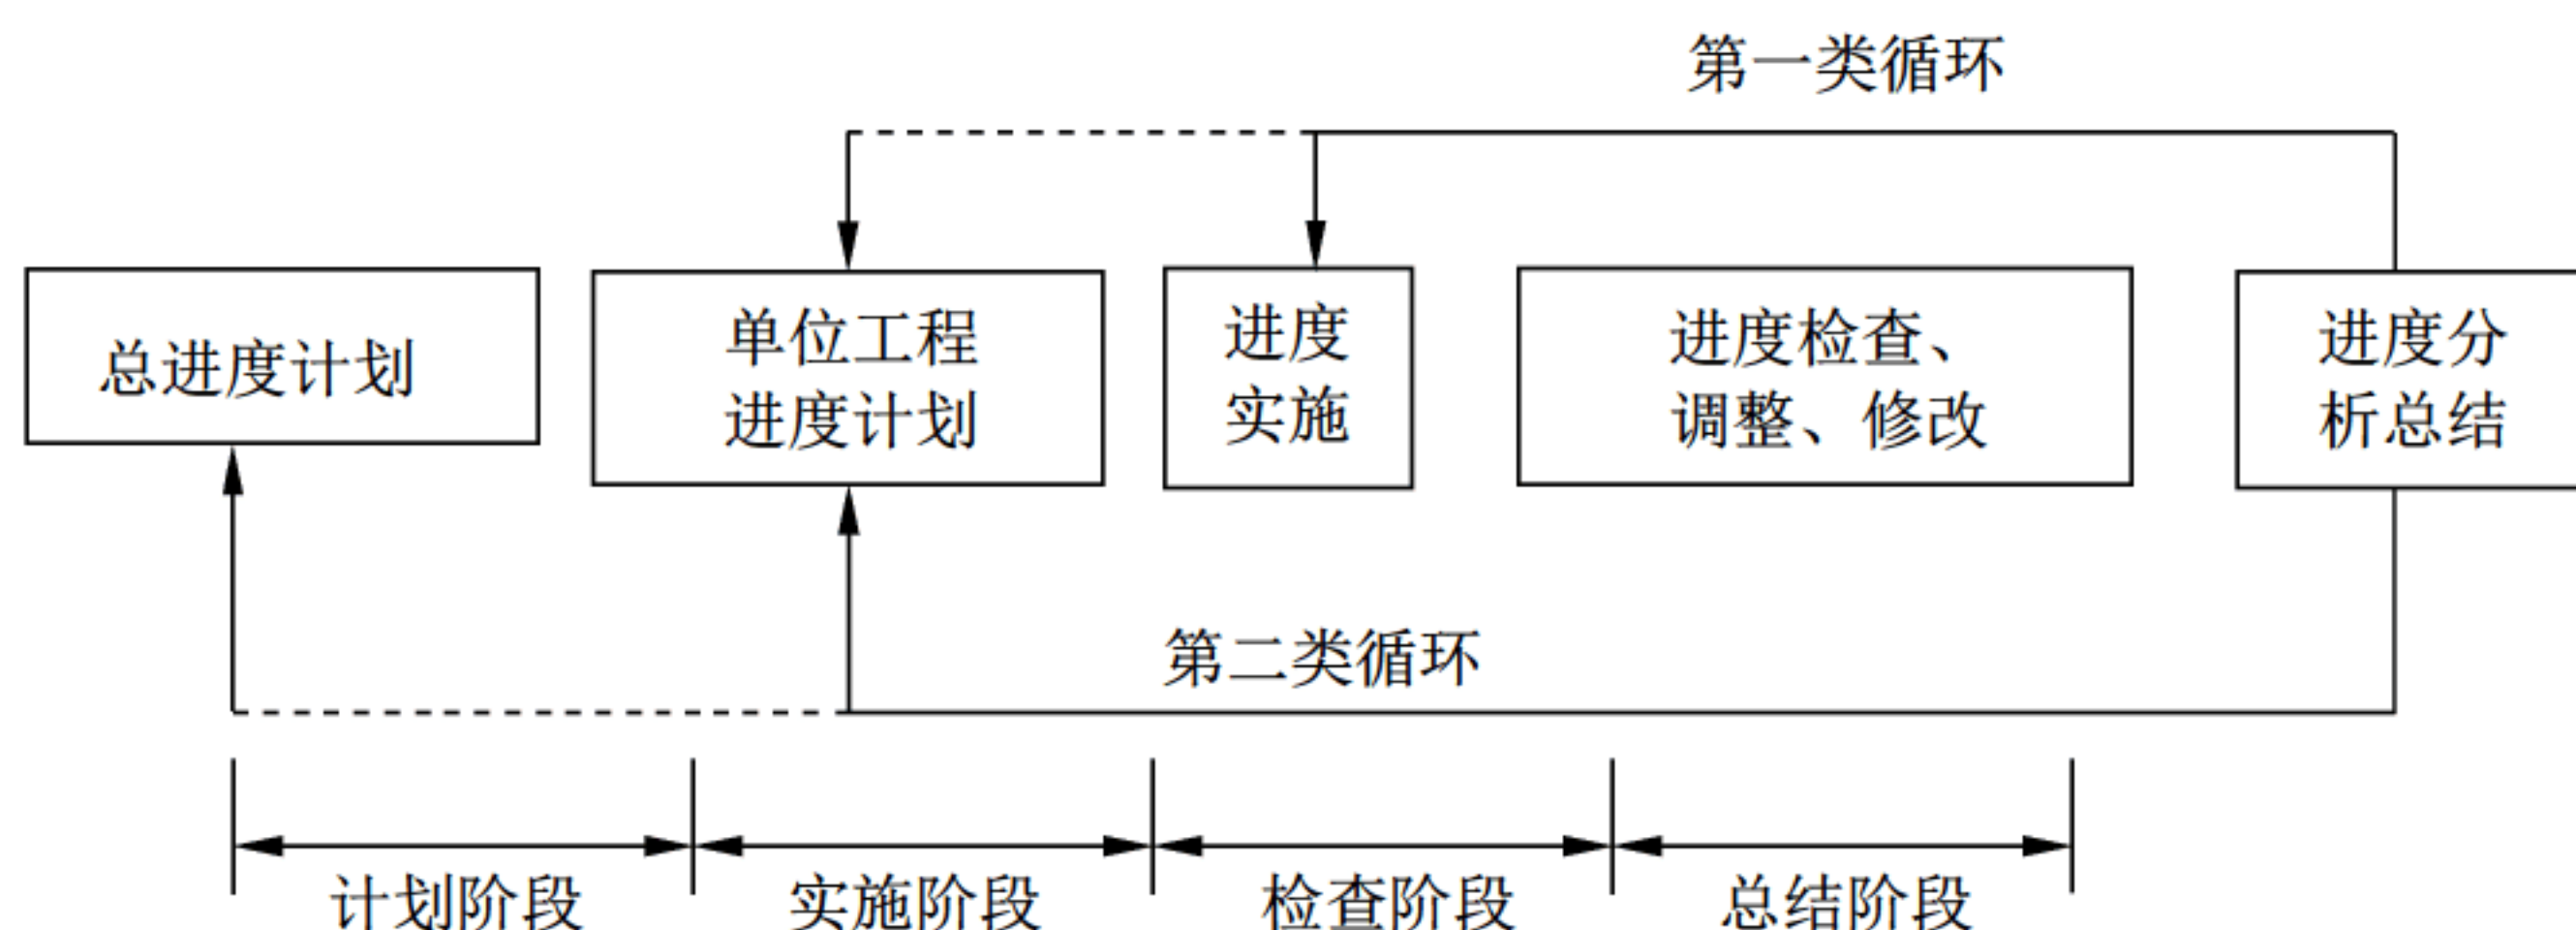 第一类循环
总进度计划
单位工程
进度计划
进度
实施
进度检查、
调整、修改
进度分
析总结
第二类循环
计划阶段
实施阶段
检查阶段
总结阶段